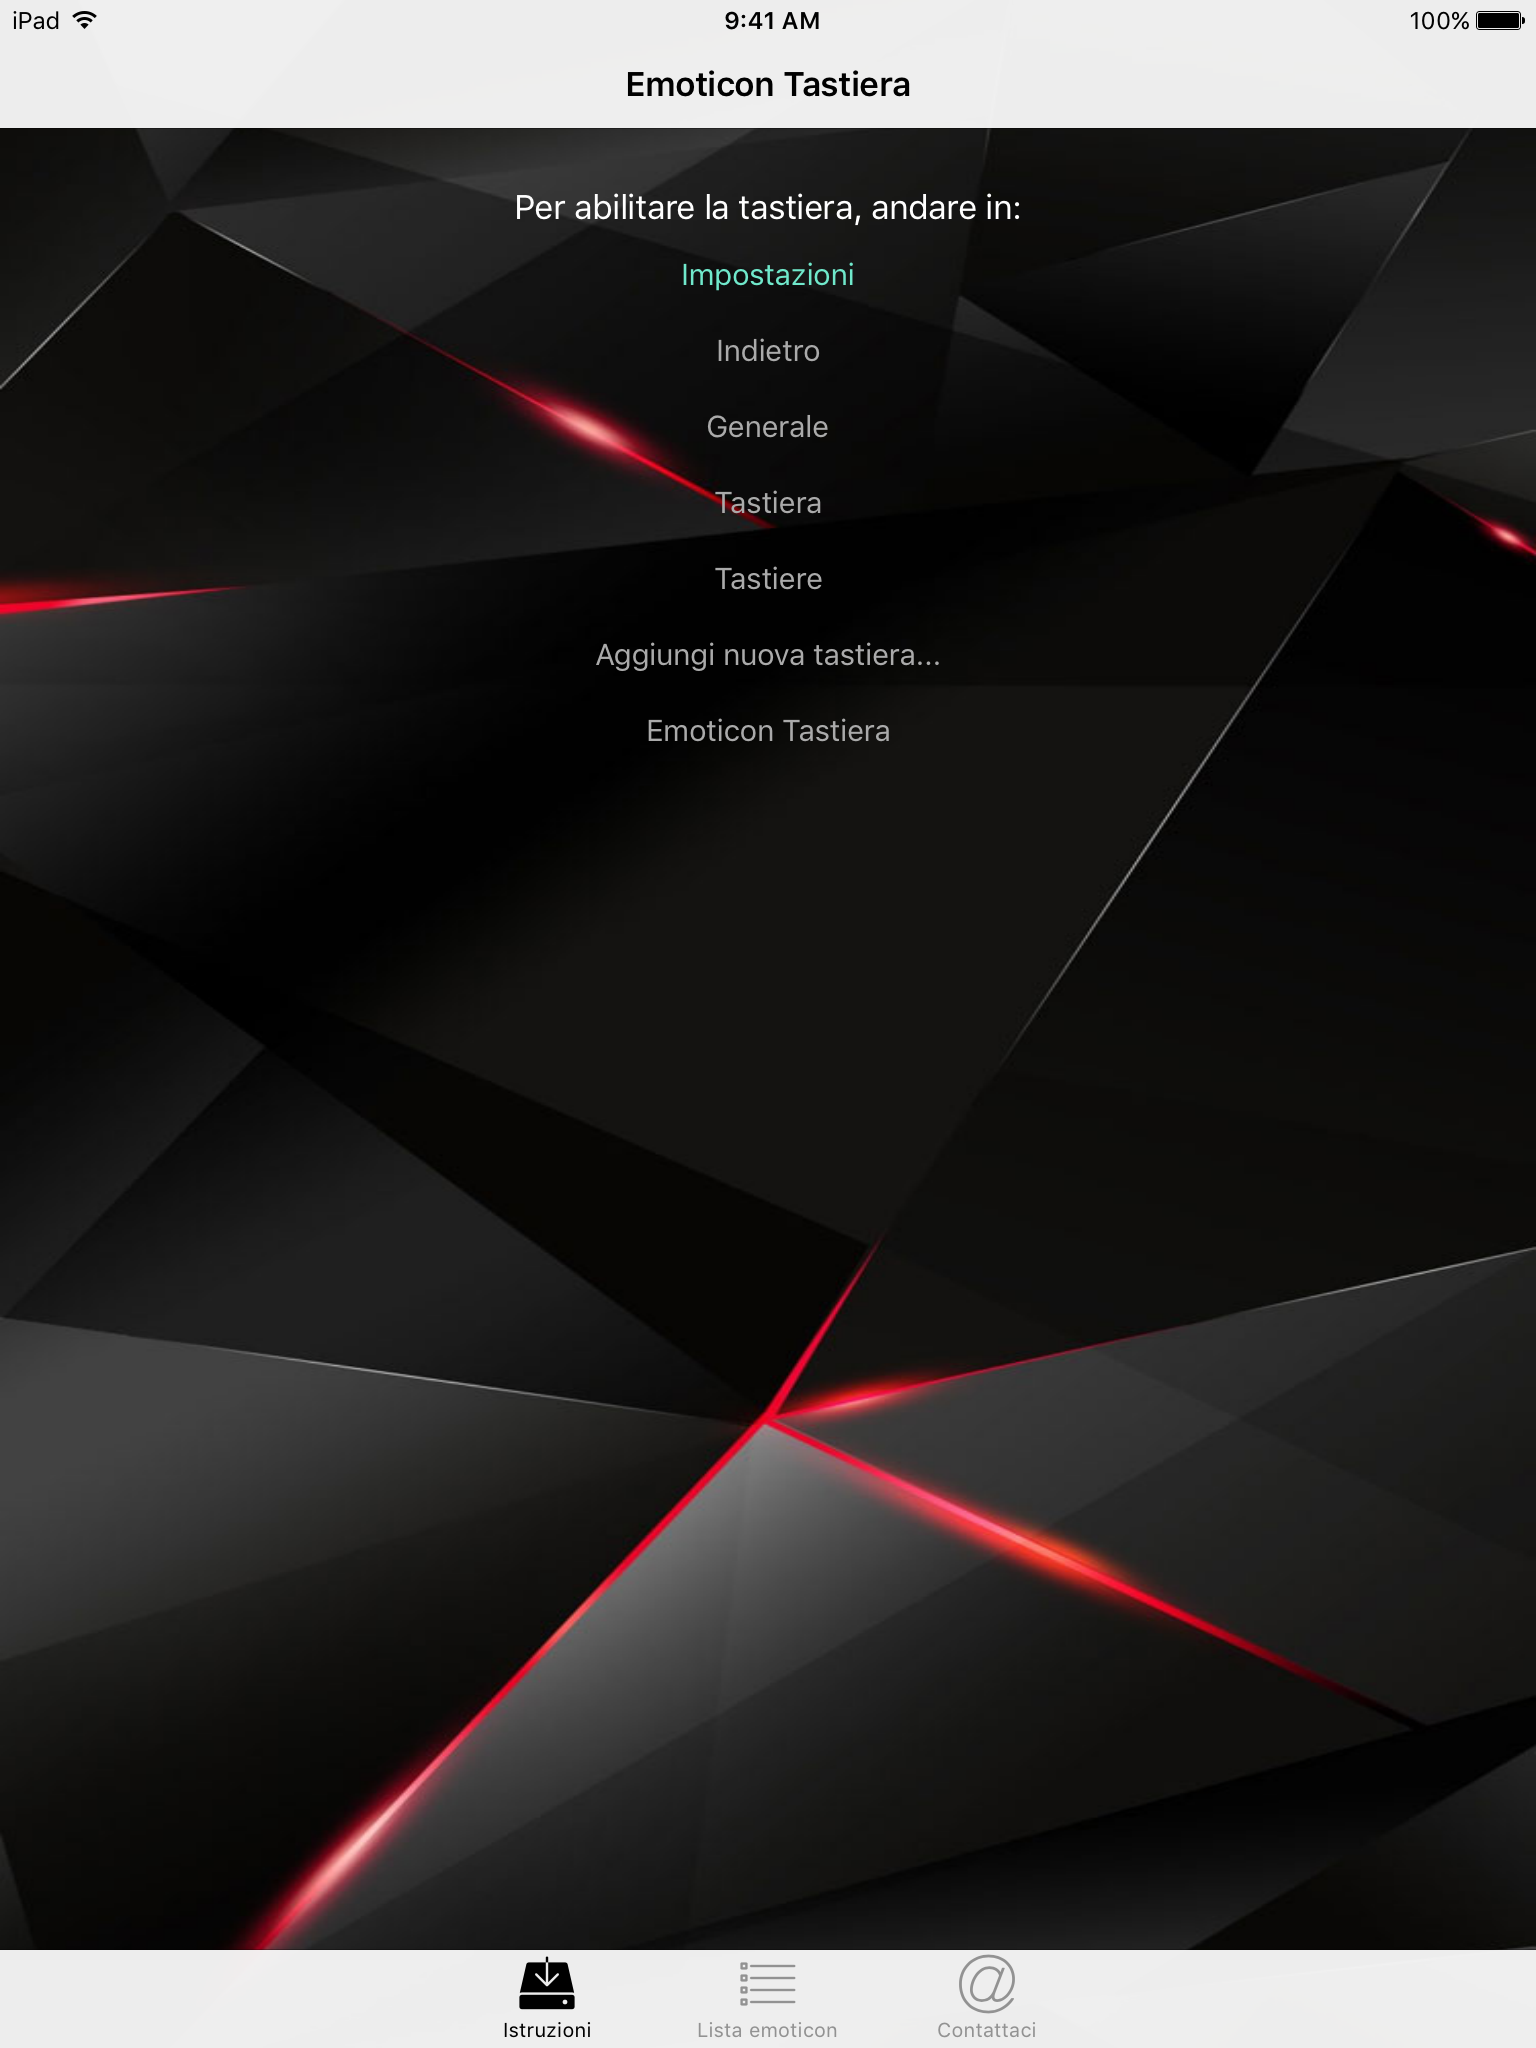 iPad 9:41 AM 100%
Emoticon Tastiera
Per abilitare la tastiera, andare in:
Impostazioni
Indietro
Generale
Tastiera
Tastiere
Aggiungi nuova tastiera...
Emoticon Tastiera
Istruzioni Lista emoticon Contattaci